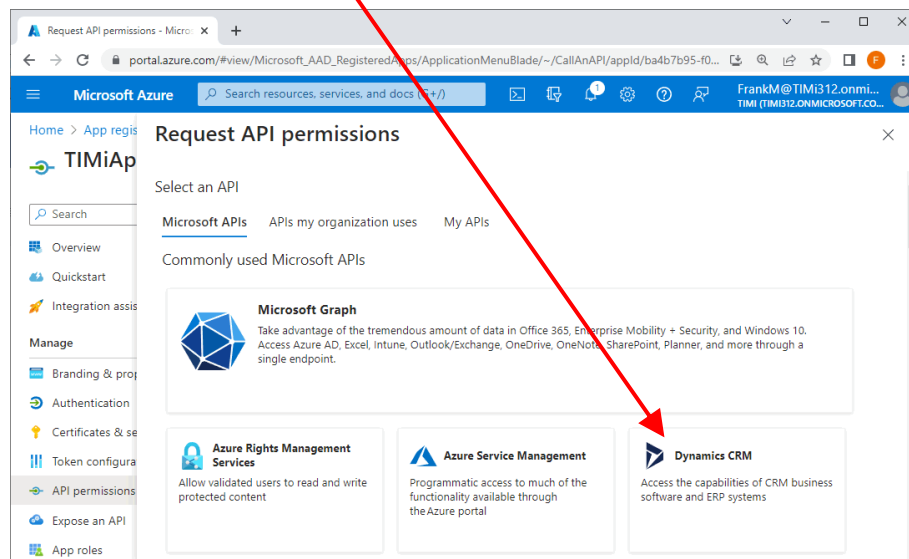 Request API permissions - Micro
portal.azure.com/#view/Microsoft_AAD_RegisteredApps/ApplicationMenuBlade/~/CallAnAPI/appId/ba4b7b95-f0...
F
Microsoft Azure
Search resources, services, and docs (G+/)
1
FrankM@TIMi312.onmi...
TIMI (TIMI312.ONMICROSOFT.CO...
Home > App regis
TIMiAp
Search
Overview
Quickstart
Integration assis
Manage
Branding & prop
Authentication
Certificates & se
Token configura
API permissions
Expose an API
App roles
Request API permissions
Select an API
Microsoft APIs APIs my organization uses My APIs
Commonly used Microsoft APIs
Microsoft Graph
Take advantage of the tremendous amount of data in Office 365, Enterprise Mobility + Security, and Windows 10.
Access Azure AD, Excel, Intune, Outlook/Exchange, OneDrive, OneNote, SharePoint, Planner, and more through a
single endpoint.
Azure Rights Management
Services
Allow validated users to read and write
protected content
Azure Service Management
Programmatic access to much of the
functionality available through
the Azure portal
Dynamics CRM
Access the capabilities of CRM business
software and ERP systems